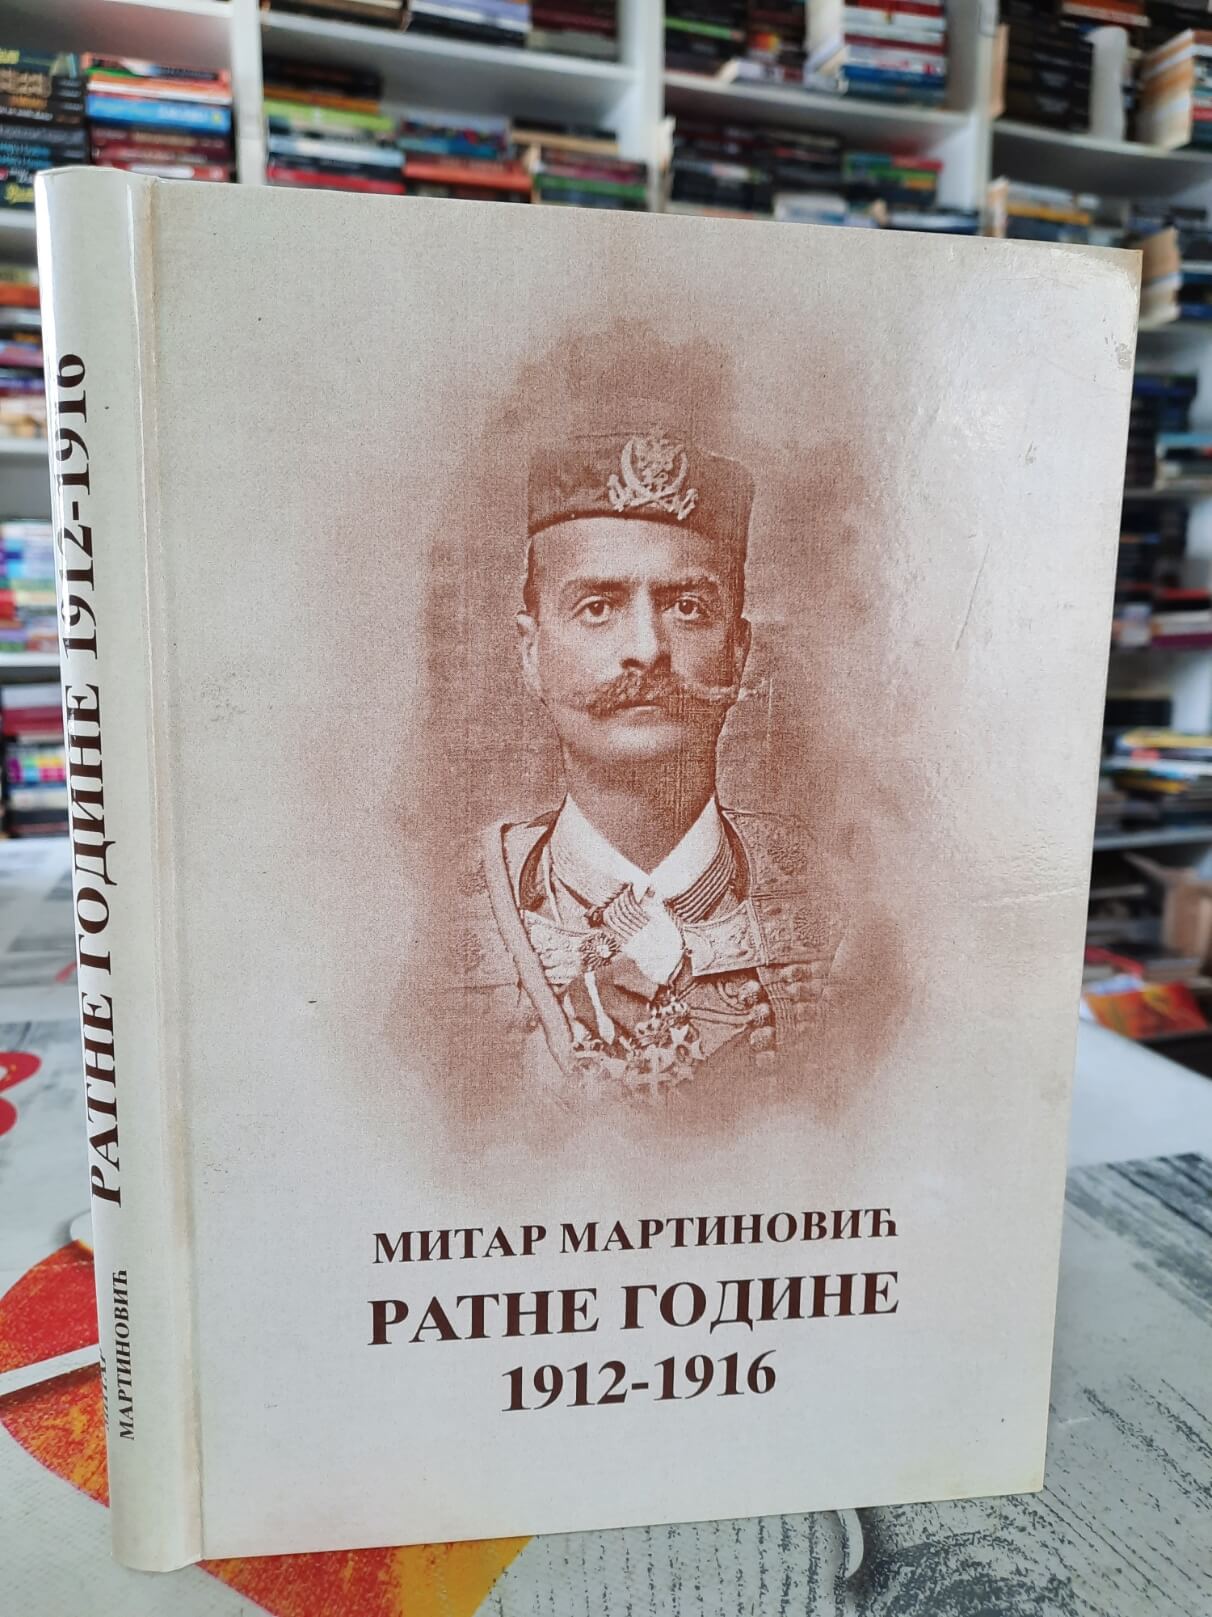 МИТАР МАРТИНОВИЋ
РАТНЕ ГОДИНЕ
1912-1916
РАТНЕ ГОДИНЕ 1912-1916
МИТАР
МАРТИНОВИЋ